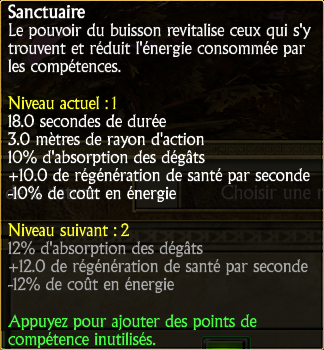 Sanctuaire
Le pouvoir du buisson revitalise ceux qui s'y
trouvent et réduit l'énergie consommée par
les compétences.
Niveau actuel : 1
18.0 secondes de durée
3.0 mètres de rayon d'action
10% d'absorption des dégâts
+10.0 de régénération de santé par seconde
-10% de coût en énergie
Choisir une
Niveau suivant : 2
12% d'absorption des dégâts
+12.0 de régénération de santé par seconde
-12% de coût en énergie
Appuyez pour ajouter des points de
compétence inutilisés.